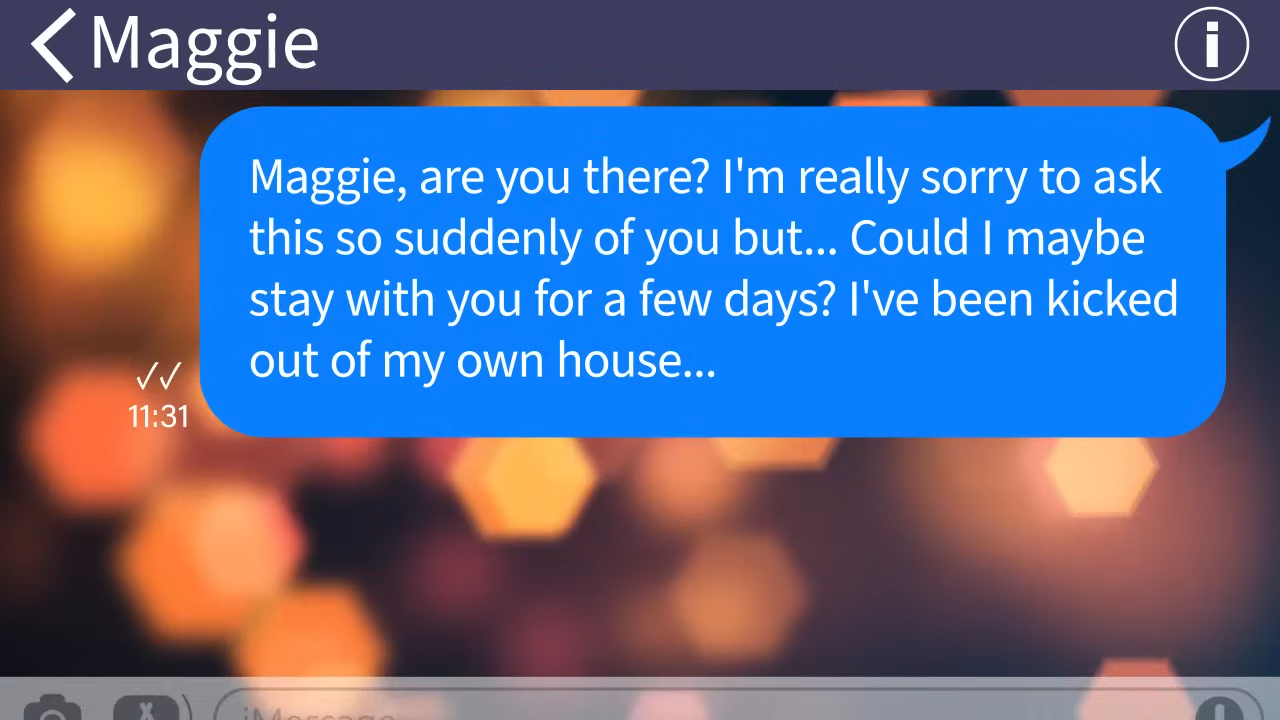 Maggie
Maggie, are you there? I'm really sorry to ask
this so suddenly of you but... Could I maybe
stay with you for a few days? I've been kicked
out of my own house...
✓✓
11:31
iMessage